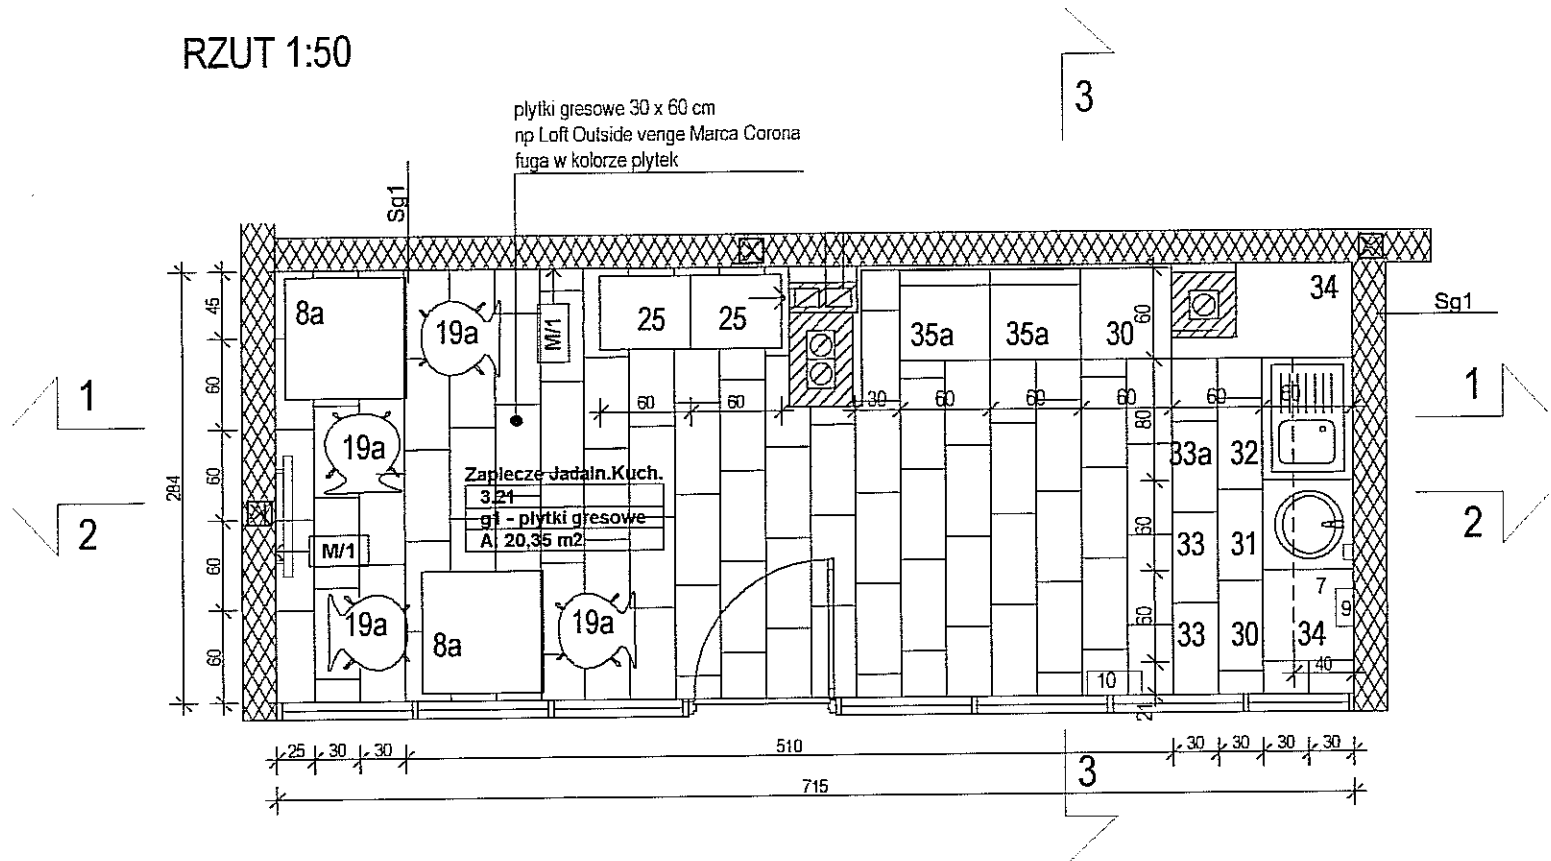 RZUT 1:50
3
plytki gresowe 30 x 60 cm
np Loft Outside venge Marca Corona
fuga w kolorze plytek
Sg1
8a
19a
M/1
25
25
35a
35a
30
60
34
Sg1
45
60
60
60
60
284
1
1
2
2
60
60
30
60
60
60
60
60
80
60
60
21
19a
33a
32
Zaplecze Jadaln.Kuch.
3.21
g1 - plytki gresowe
A: 20,35 m2
M/1
33
31
7
9
19a
8a
19a
33
30
34
40
10
25
30
30
510
30
30
30
30
715
3